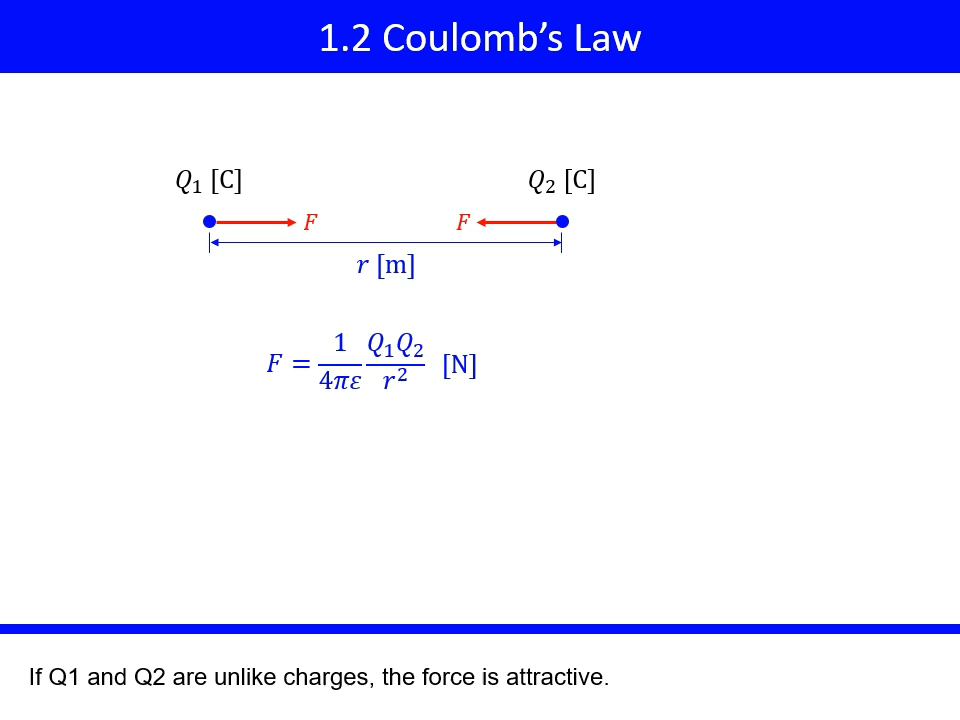 1.2 Coulomb’s Law
Q₁ [C] Q₂ [C]
F F
r [m]
F = 1/4πε Q₁Q₂/r² [N]
If Q1 and Q2 are unlike charges, the force is attractive.